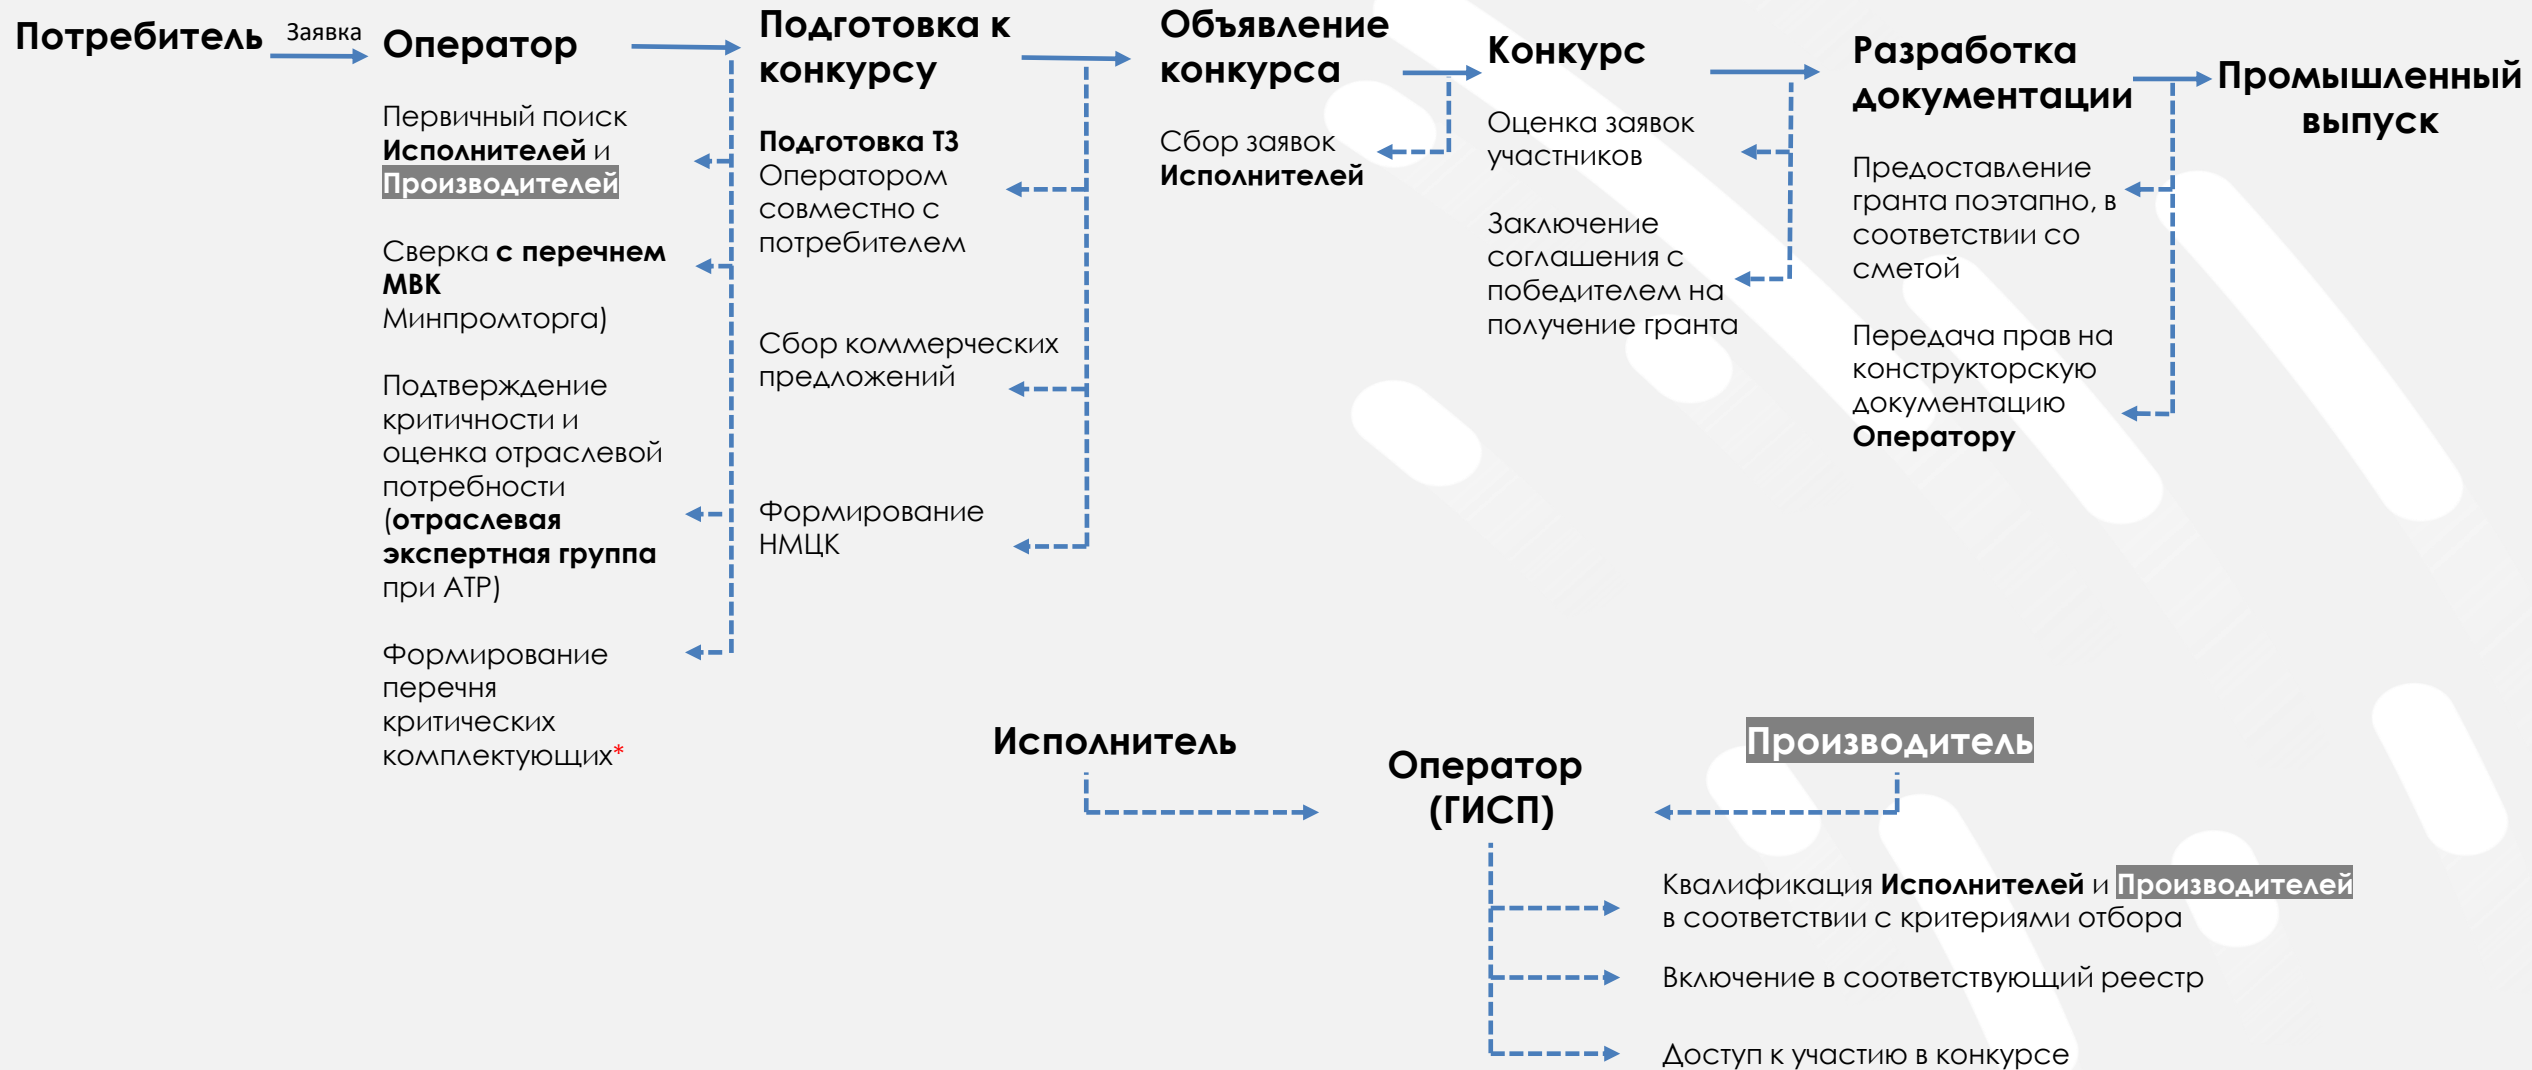 Потребитель
Заявка
Оператор
Первичный поиск
Исполнителей и
Производителей
Сверка с перечнем
МВК
Минпромторга)
Подтверждение
критичности и
оценка отраслевой
потребности
(отраслевая
экспертная группа
при АТР)
Формирование
перечня
критических
комплектующих*
Подготовка к
конкурсу
Подготовка ТЗ
Оператором
совместно с
потребителем
Сбор коммерческих
предложений
Формирование
НМЦК
Объявление
конкурса
Сбор заявок
Исполнителей
Конкурс
Оценка заявок
участников
Заключение
соглашения с
победителем на
получение гранта
Разработка
документации
Предоставление
гранта поэтапно, в
соответствии со
сметой
Передача прав на
конструкторскую
документацию
Оператору
Промышленный
выпуск
Исполнитель
Оператор
(ГИСП)
Производитель
Квалификация Исполнителей и Производителей
в соответствии с критериями отбора
Включение в соответствующий реестр
Доступ к участию в конкурсе